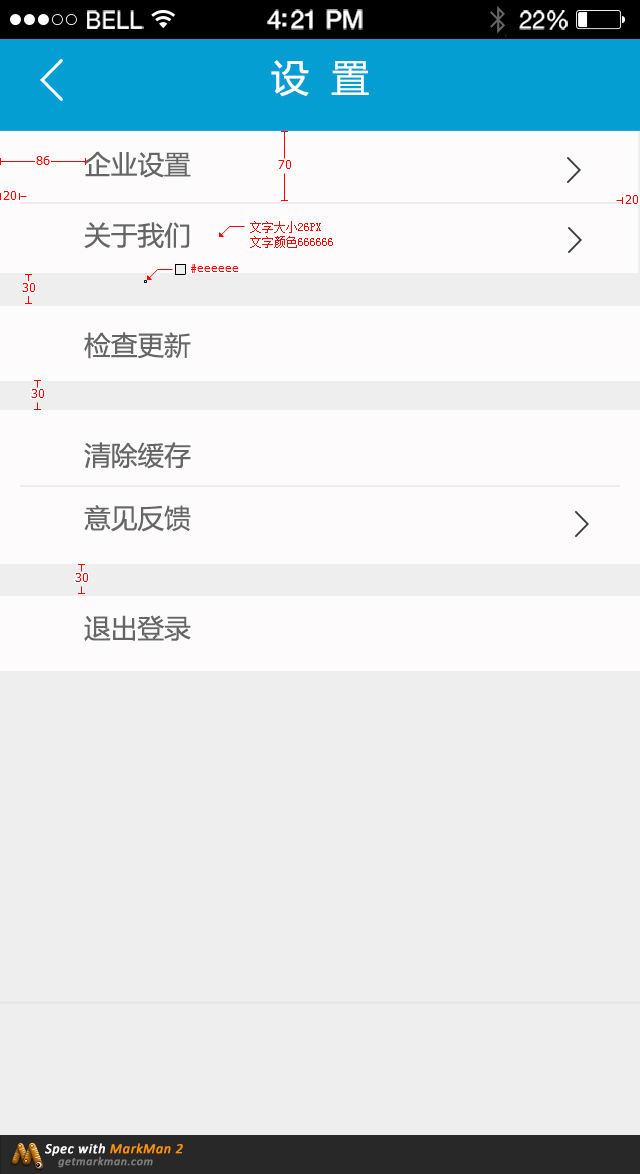 BELL 4:21 PM 22%
设 置
86 企业设置 70
20 20
关于我们 文字大小26PX
文字颜色666666
#eeeeee
30
检查更新
30
清除缓存
意见反馈
30
退出登录
Spec with MarkMan 2
getmarkman.com